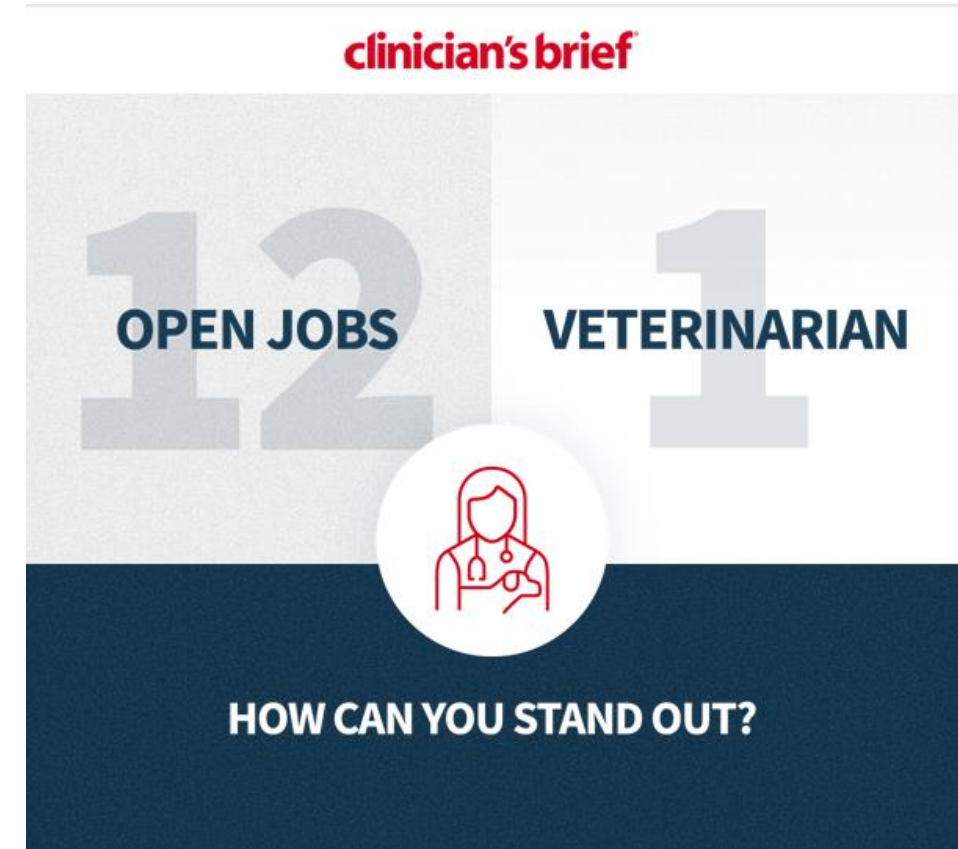 clinician's brief
12
OPEN JOBS
1
VETERINARIAN
HOW CAN YOU STAND OUT?